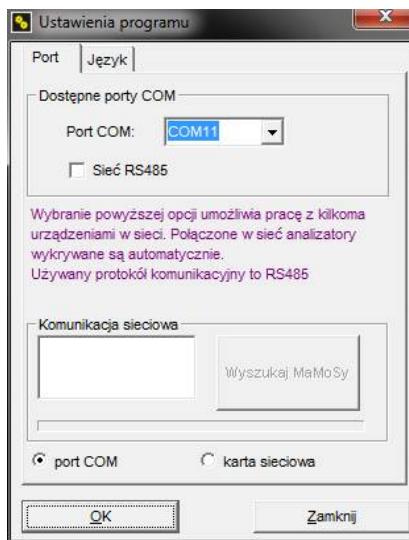 Ustawienia programu
Port
Język
Dostępne porty COM
Port COM: COM11
Sieć RS485
Wybranie powyższej opcji umożliwia pracę z kilkoma
urządzeniami w sieci. Połączone w sieć analizatory
wykrywane są automatycznie.
Używany protokół komunikacyjny to RS485
Komunikacja sieciowa
Wyszukaj MaMoSy
port COM
karta sieciowa
OK
Zamknij